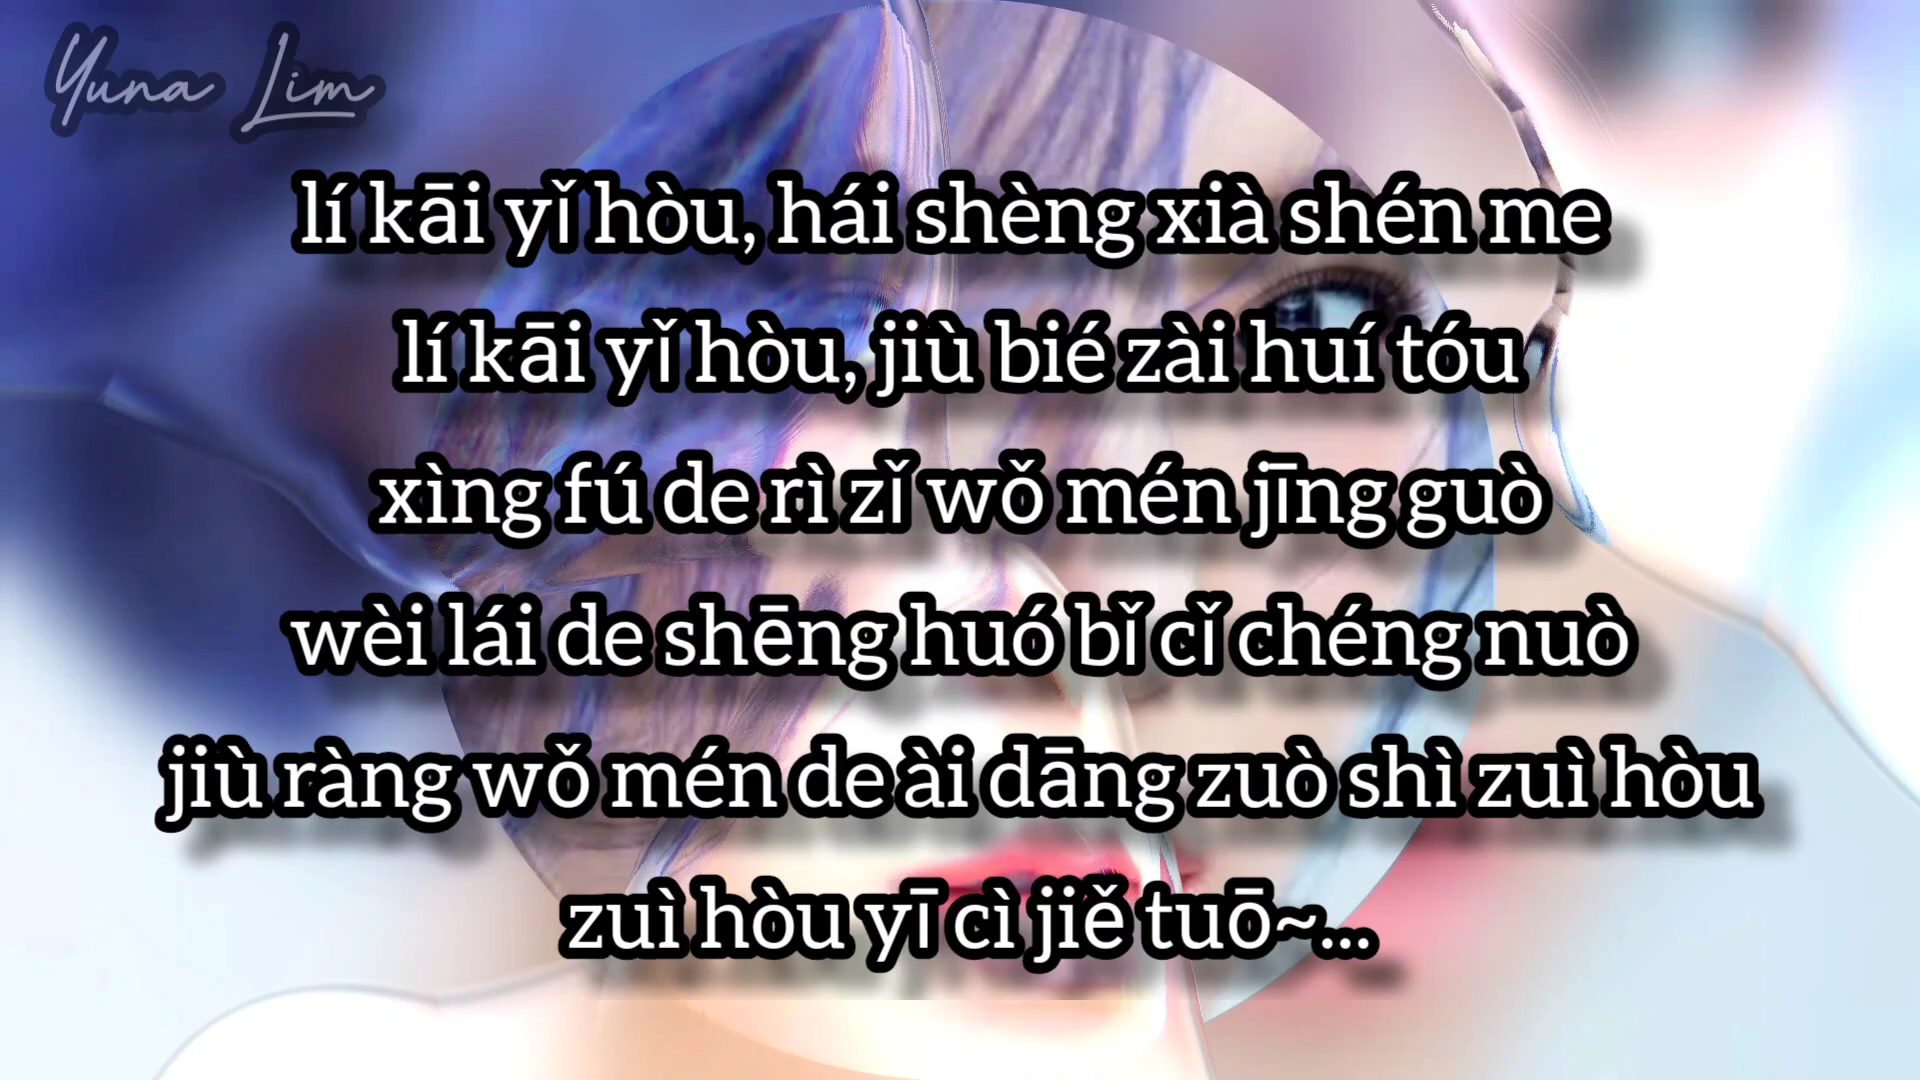 Yuna Lim
lí kāi yǐ hòu, hái shèng xià shén me
lí kāi yǐ hòu, jiù bié zài huí tóu
xìng fú de rì zǐ wǒ mén jīng guò
wèi lái de shēng huó bǐ cǐ chéng nuò
jiù ràng wǒ mén de ài dāng zuò shì zuì hòu
zuì hòu yī cì jiě tuō~...